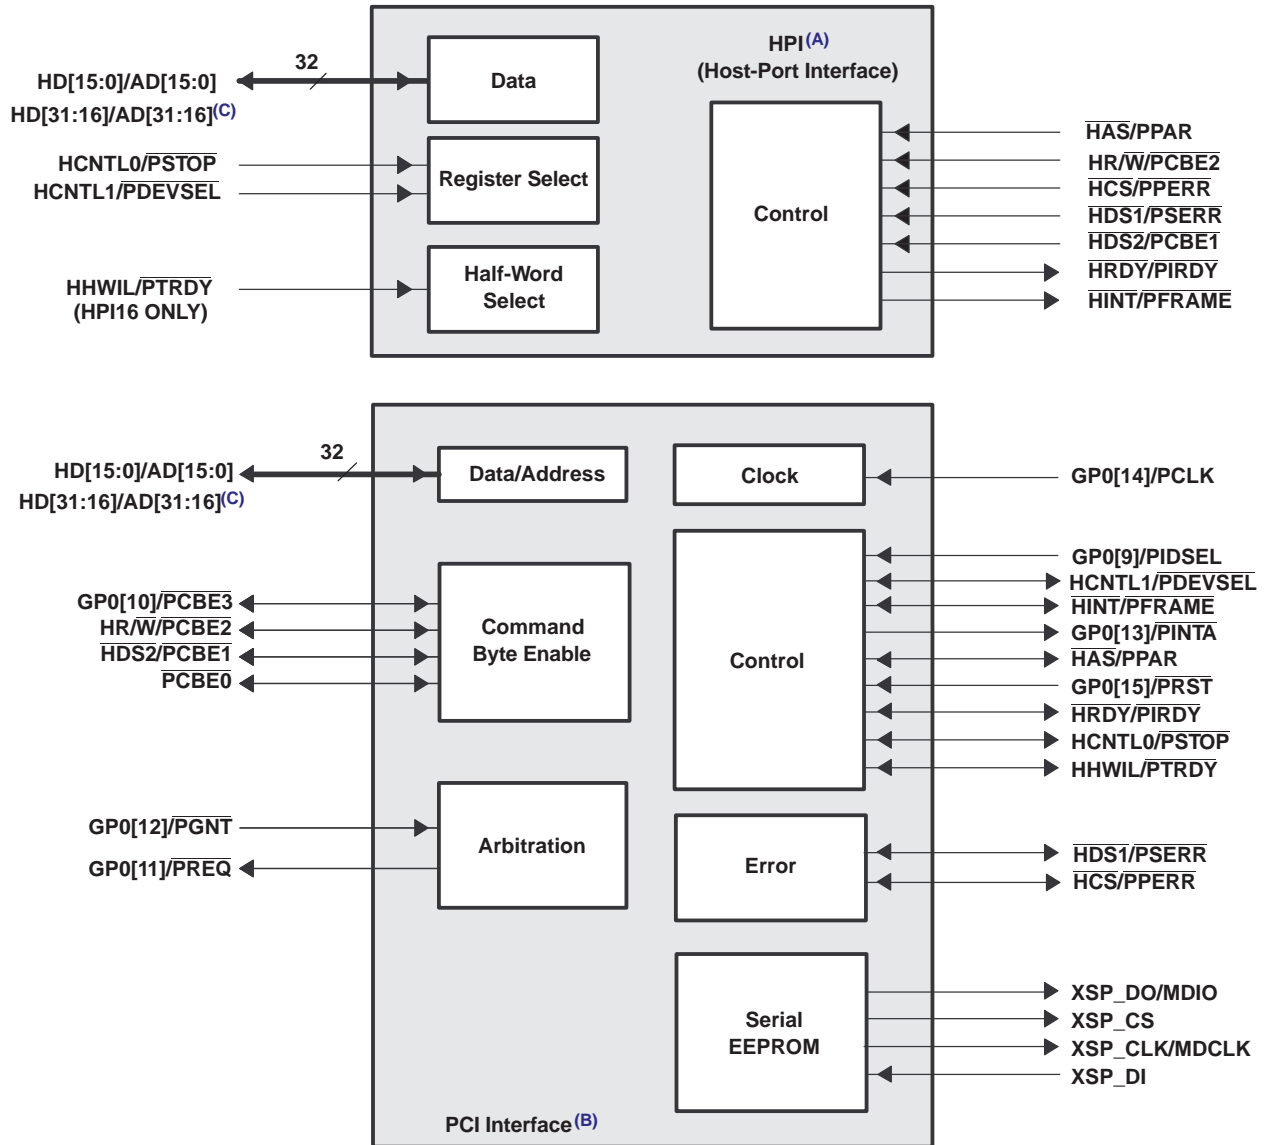 HPI(A)
(Host-Port Interface)
32
HD[15:0]/AD[15:0]
HD[31:16]/AD[31:16](C)
Data
HCNTL0/PSTOP
HCNTL1/PDEVSEL
Register Select
HHWIL/PTRDY
(HPI16 ONLY)
Half-Word
Select
Control
HAS/PPAR
HR/W/PCBE2
HCS/PPERR
HDS1/PSERR
HDS2/PCBE1
HRDY/PIRDY
HINT/PFRAME
32
HD[15:0]/AD[15:0]
HD[31:16]/AD[31:16](C)
Data/Address
Clock
GP0[14]/PCLK
GP0[10]/PCBE3
HR/W/PCBE2
HDS2/PCBE1
PCBE0
Command
Byte Enable
Control
GP0[9]/PIDSEL
HCNTL1/PDEVSEL
HINT/PFRAME
GP0[13]/PINTA
HAS/PPAR
GP0[15]/PRST
HRDY/PIRDY
HCNTL0/PSTOP
HHWIL/PTRDY
GP0[12]/PGNT
GP0[11]/PREQ
Arbitration
Error
HDS1/PSERR
HCS/PPERR
Serial
EEPROM
XSP_DO/MDIO
XSP_CS
XSP_CLK/MDCLK
XSP_DI
PCI Interface(B)